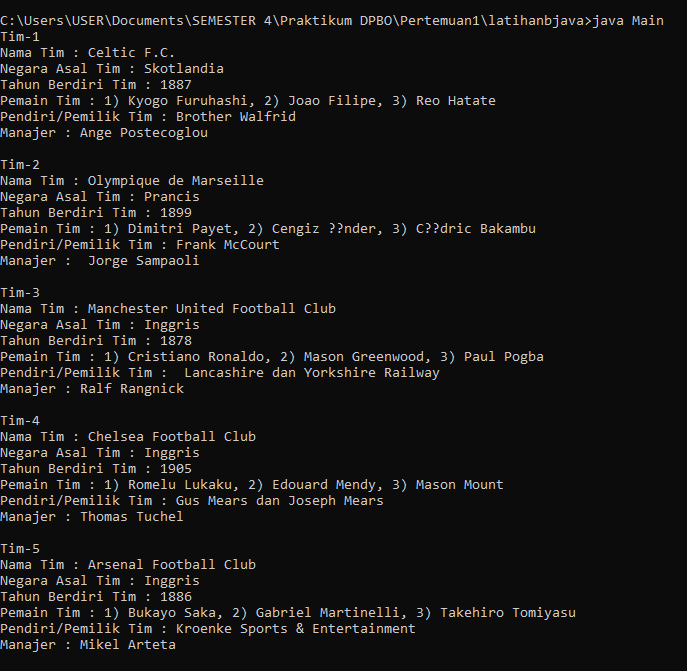 C:\Users\USER\Documents\SEMESTER 4\Praktikum DPBO\Pertemuan1\latihanbjava>java Main
Tim-1
Nama Tim : Celtic F.C.
Negara Asal Tim : Skotlandia
Tahun Berdiri Tim : 1887
Pemain Tim : 1) Kyogo Furuhashi, 2) Joao Filipe, 3) Reo Hatate
Pendiri/Pemilik Tim : Brother Walfrid
Manajer : Ange Postecoglou

Tim-2
Nama Tim : Olympique de Marseille
Negara Asal Tim : Prancis
Tahun Berdiri Tim : 1899
Pemain Tim : 1) Dimitri Payet, 2) Cengiz ??nder, 3) C??dric Bakambu
Pendiri/Pemilik Tim : Frank McCourt
Manajer :  Jorge Sampaoli

Tim-3
Nama Tim : Manchester United Football Club
Negara Asal Tim : Inggris
Tahun Berdiri Tim : 1878
Pemain Tim : 1) Cristiano Ronaldo, 2) Mason Greenwood, 3) Paul Pogba
Pendiri/Pemilik Tim :  Lancashire dan Yorkshire Railway
Manajer : Ralf Rangnick

Tim-4
Nama Tim : Chelsea Football Club
Negara Asal Tim : Inggris
Tahun Berdiri Tim : 1905
Pemain Tim : 1) Romelu Lukaku, 2) Edouard Mendy, 3) Mason Mount
Pendiri/Pemilik Tim : Gus Mears dan Joseph Mears
Manajer : Thomas Tuchel

Tim-5
Nama Tim : Arsenal Football Club
Negara Asal Tim : Inggris
Tahun Berdiri Tim : 1886
Pemain Tim : 1) Bukayo Saka, 2) Gabriel Martinelli, 3) Takehiro Tomiyasu
Pendiri/Pemilik Tim : Kroenke Sports & Entertainment
Manajer : Mikel Arteta